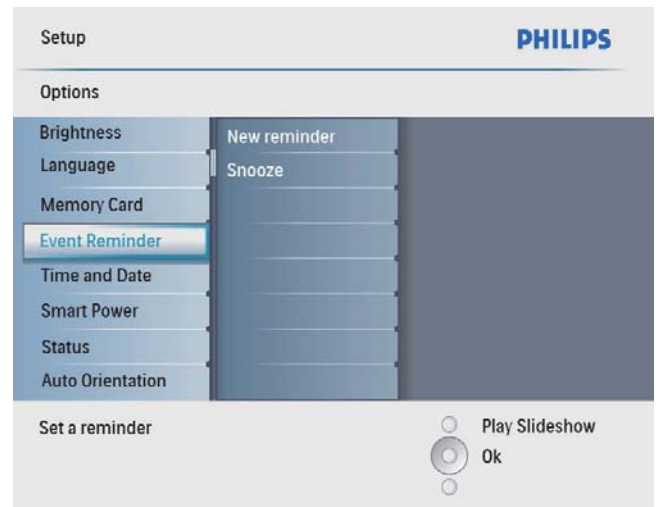 Setup
PHILIPS
Options
Brightness
Language
Memory Card
Event Reminder
Time and Date
Smart Power
Status
Auto Orientation
New reminder
Snooze
Set a reminder
Play Slideshow
Ok